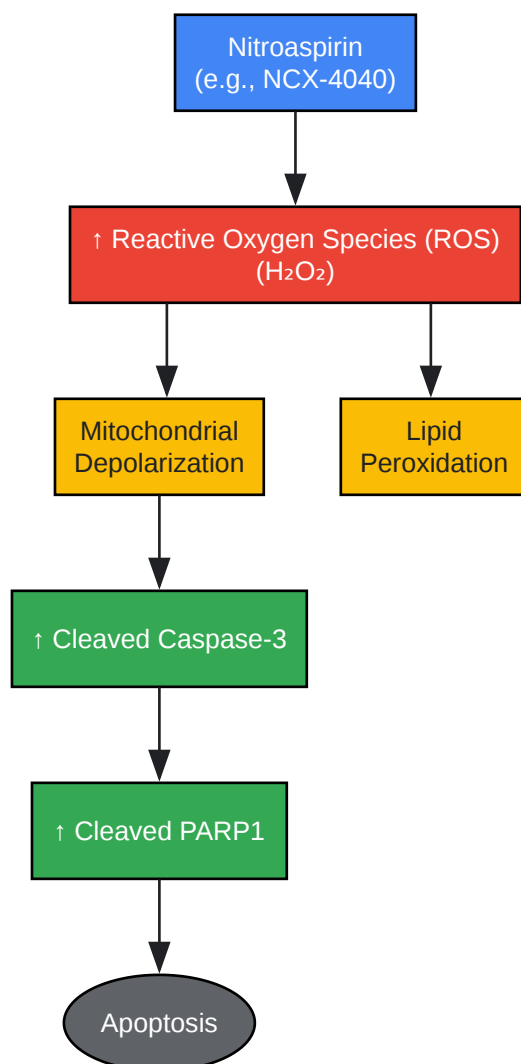 Nitroaspirin
(e.g., NCX-4040)
↑ Reactive Oxygen Species (ROS)
(H₂O₂)
Mitochondrial
Depolarization
Lipid
Peroxidation
↑ Cleaved Caspase-3
↑ Cleaved PARP1
Apoptosis